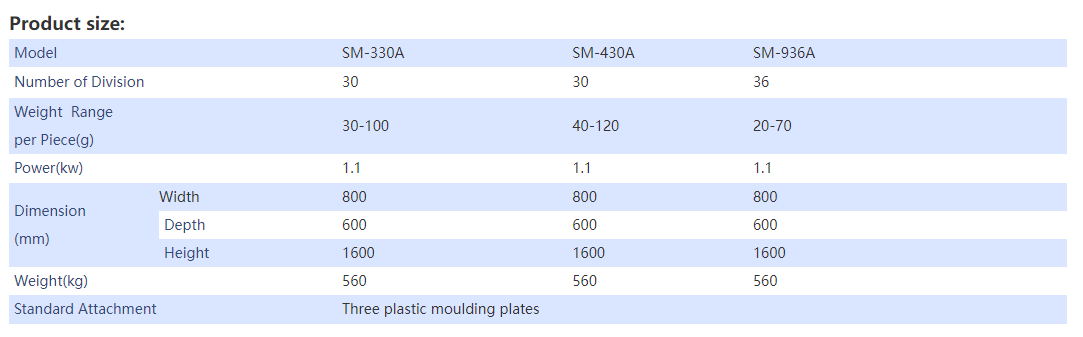 Product size:
Model SM-330A SM-430A SM-936A
Number of Division 30 30 36
Weight Range
per Piece(g) 30-100 40-120 20-70
Power(kw) 1.1 1.1 1.1
Dimension
(mm)
Width 800 800 800
Depth 600 600 600
Height 1600 1600 1600
Weight(kg) 560 560 560
Standard Attachment Three plastic moulding plates